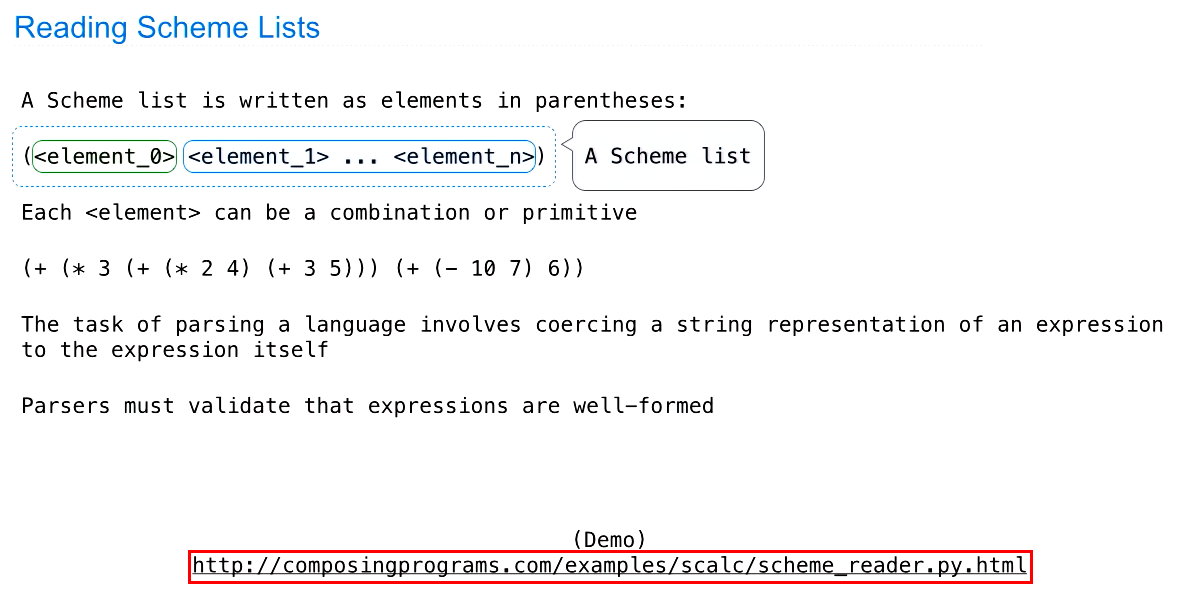 Reading Scheme Lists
A Scheme list is written as elements in parentheses:
(<element_0> <element_1> ... <element_n>)
A Scheme list
Each <element> can be a combination or primitive
(+ (* 3 (+ (* 2 4) (+ 3 5))) (+ (- 10 7) 6))
The task of parsing a language involves coercing a string representation of an expression
to the expression itself
Parsers must validate that expressions are well-formed
(Demo)
http://composingprograms.com/examples/scalc/scheme_reader.py.html